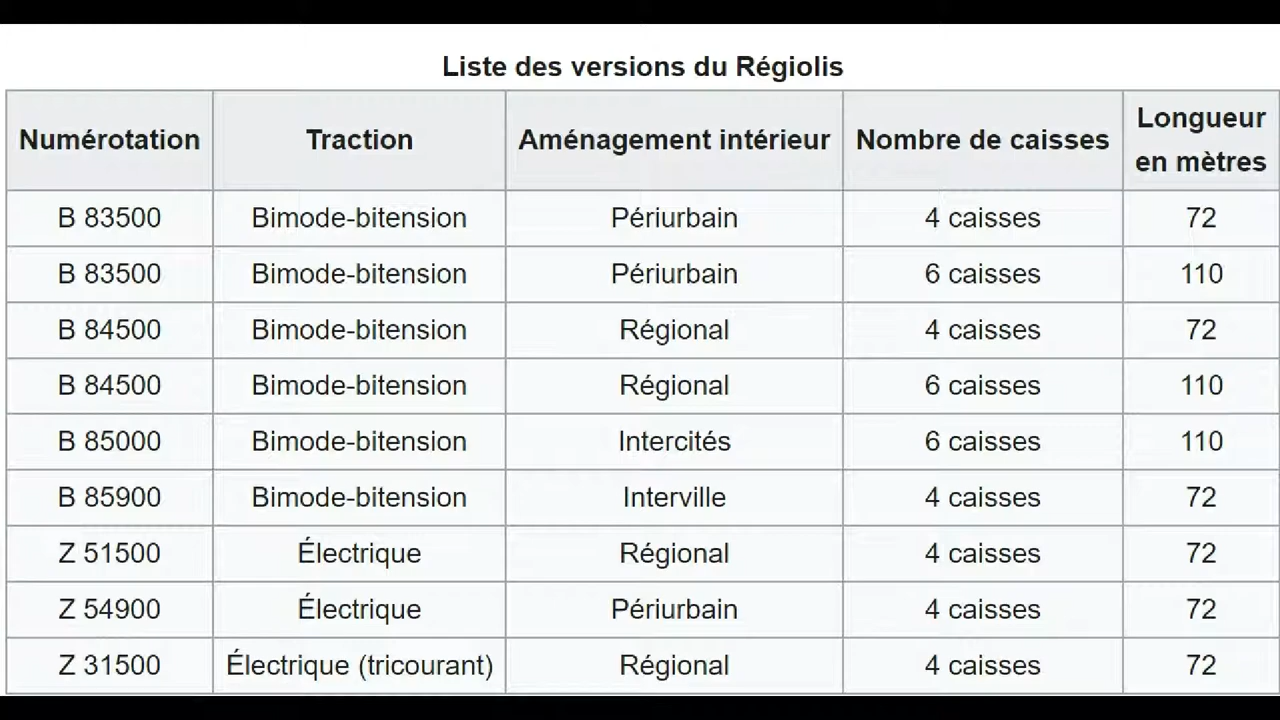 Liste des versions du Régiolis
Numérotation Traction Aménagement intérieur Nombre de caisses Longueur en mètres
B 83500 Bimode-bitension Périurbain 4 caisses 72
B 83500 Bimode-bitension Périurbain 6 caisses 110
B 84500 Bimode-bitension Régional 4 caisses 72
B 84500 Bimode-bitension Régional 6 caisses 110
B 85000 Bimode-bitension Intercités 6 caisses 110
B 85900 Bimode-bitension Interville 4 caisses 72
Z 51500 Électrique Régional 4 caisses 72
Z 54900 Électrique Périurbain 4 caisses 72
Z 31500 Électrique (tricourant) Régional 4 caisses 72